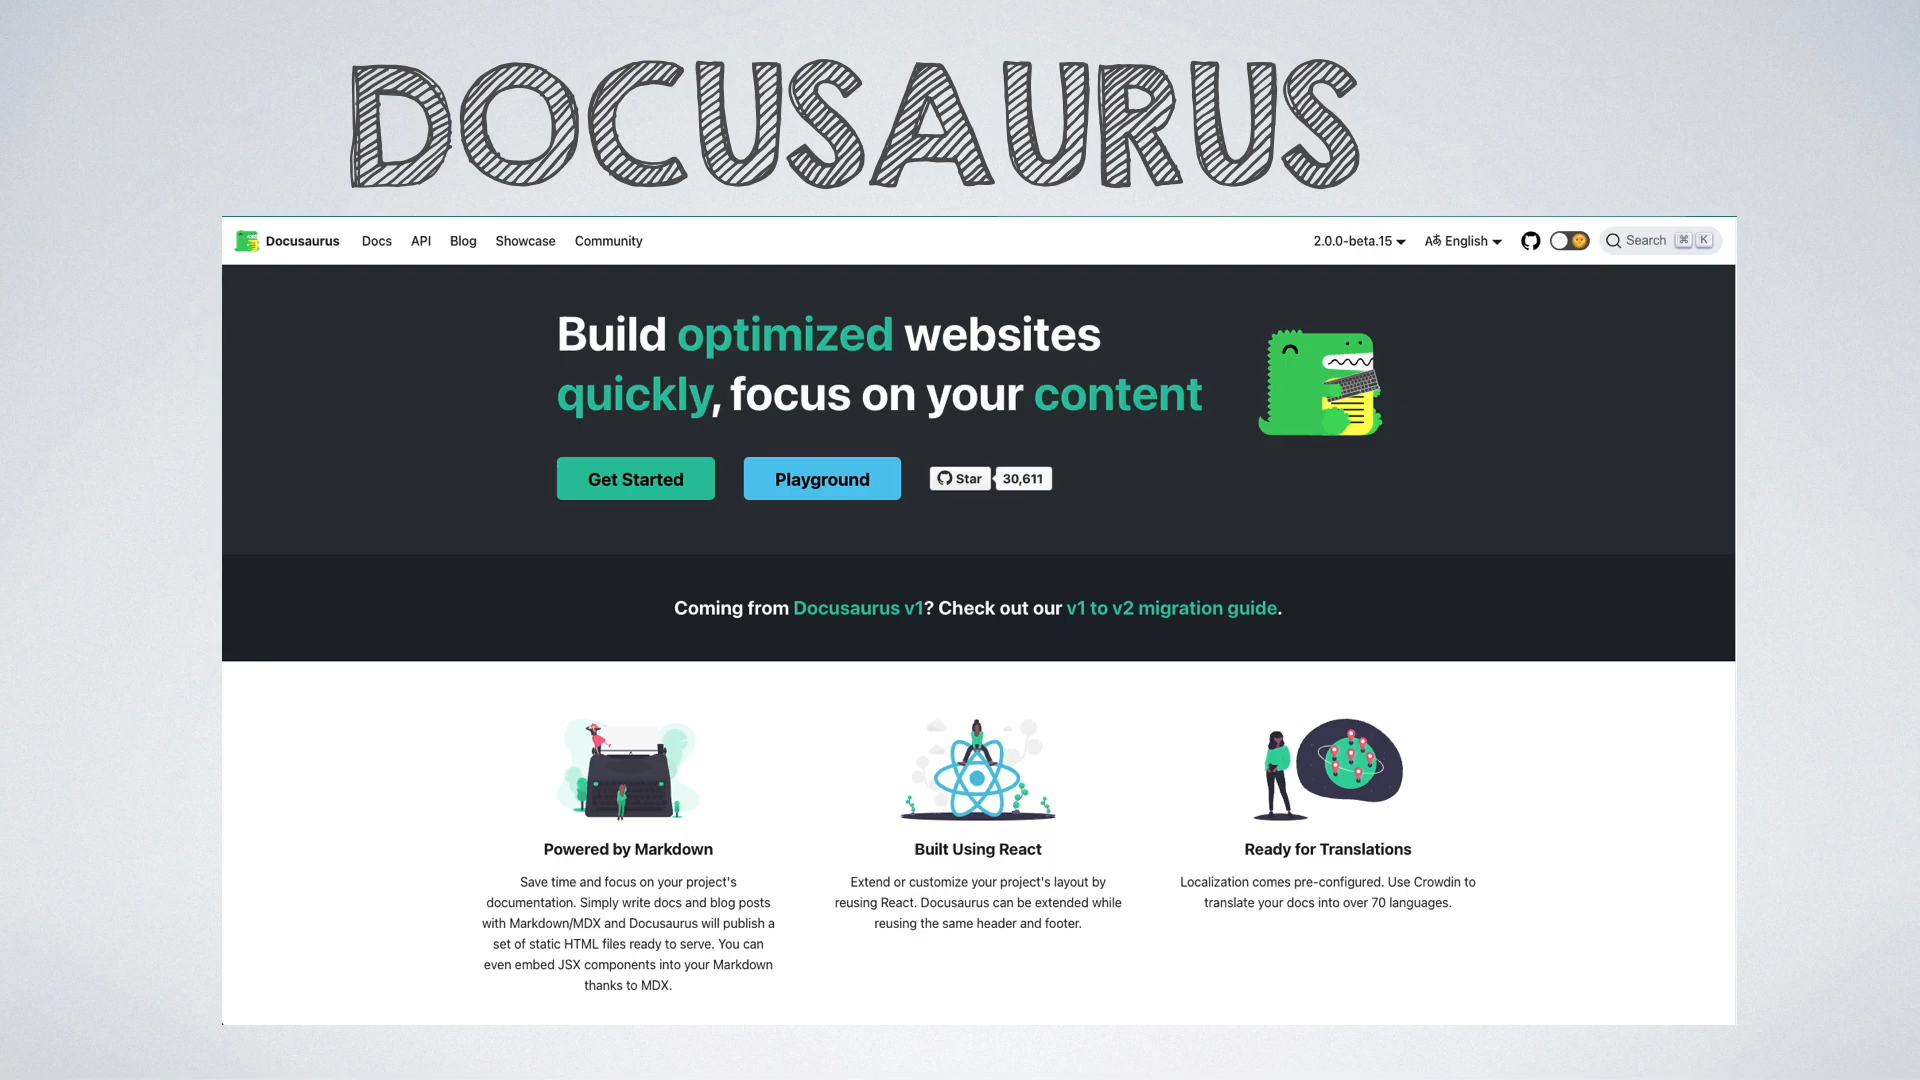 DOCUSAURUS
Docusaurus Docs API Blog Showcase Community 2.0.0-beta.15 English Search ⌘ K
Build optimized websites
quickly, focus on your content
Get Started Playground Star 30,611
Coming from Docusaurus v1? Check out our v1 to v2 migration guide.
Powered by Markdown
Save time and focus on your project's
documentation. Simply write docs and blog posts
with Markdown/MDX and Docusaurus will publish a
set of static HTML files ready to serve. You can
even embed JSX components into your Markdown
thanks to MDX.
Built Using React
Extend or customize your project's layout by
reusing React. Docusaurus can be extended while
reusing the same header and footer.
Ready for Translations
Localization comes pre-configured. Use Crowdin to
translate your docs into over 70 languages.